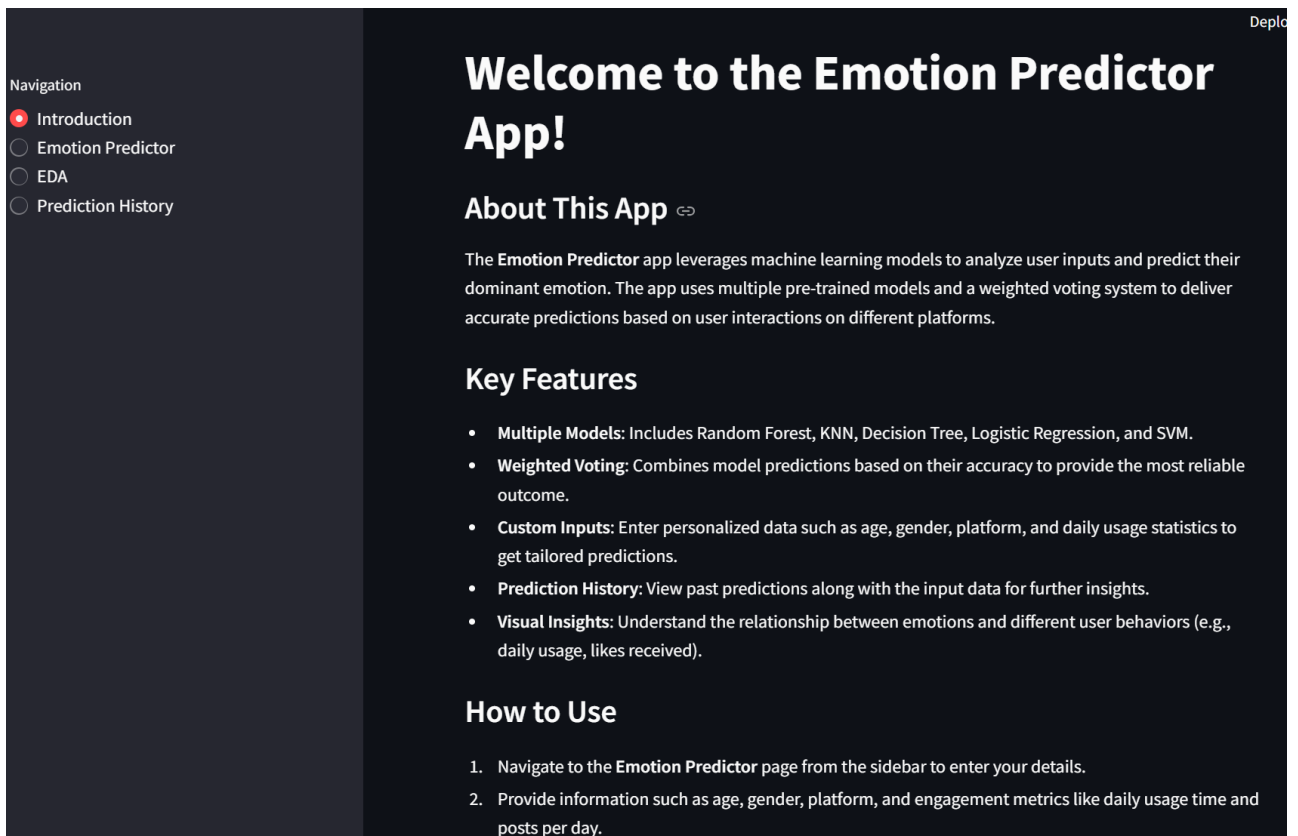 Deplo
Navigation
Introduction
Emotion Predictor
EDA
Prediction History
Welcome to the Emotion Predictor
App!
About This App
The Emotion Predictor app leverages machine learning models to analyze user inputs and predict their
dominant emotion. The app uses multiple pre-trained models and a weighted voting system to deliver
accurate predictions based on user interactions on different platforms.
Key Features
• Multiple Models: Includes Random Forest, KNN, Decision Tree, Logistic Regression, and SVM.
• Weighted Voting: Combines model predictions based on their accuracy to provide the most reliable
outcome.
• Custom Inputs: Enter personalized data such as age, gender, platform, and daily usage statistics to
get tailored predictions.
• Prediction History: View past predictions along with the input data for further insights.
• Visual Insights: Understand the relationship between emotions and different user behaviors (e.g.,
daily usage, likes received).
How to Use
1. Navigate to the Emotion Predictor page from the sidebar to enter your details.
2. Provide information such as age, gender, platform, and engagement metrics like daily usage time and
posts per day.